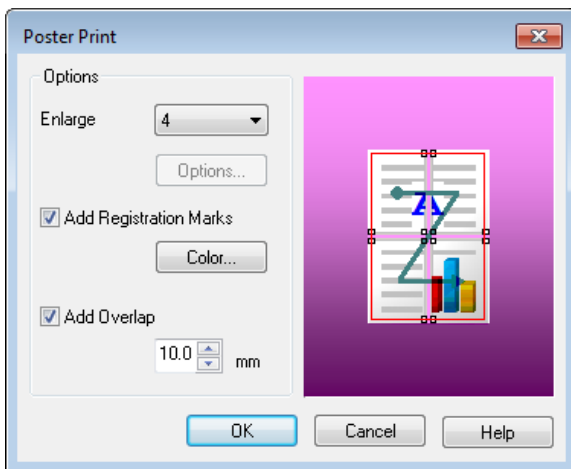 Poster Print
Options
Enlarge 4
Options...
Add Registration Marks
Color...
Add Overlap
10.0 mm
A
OK Cancel Help